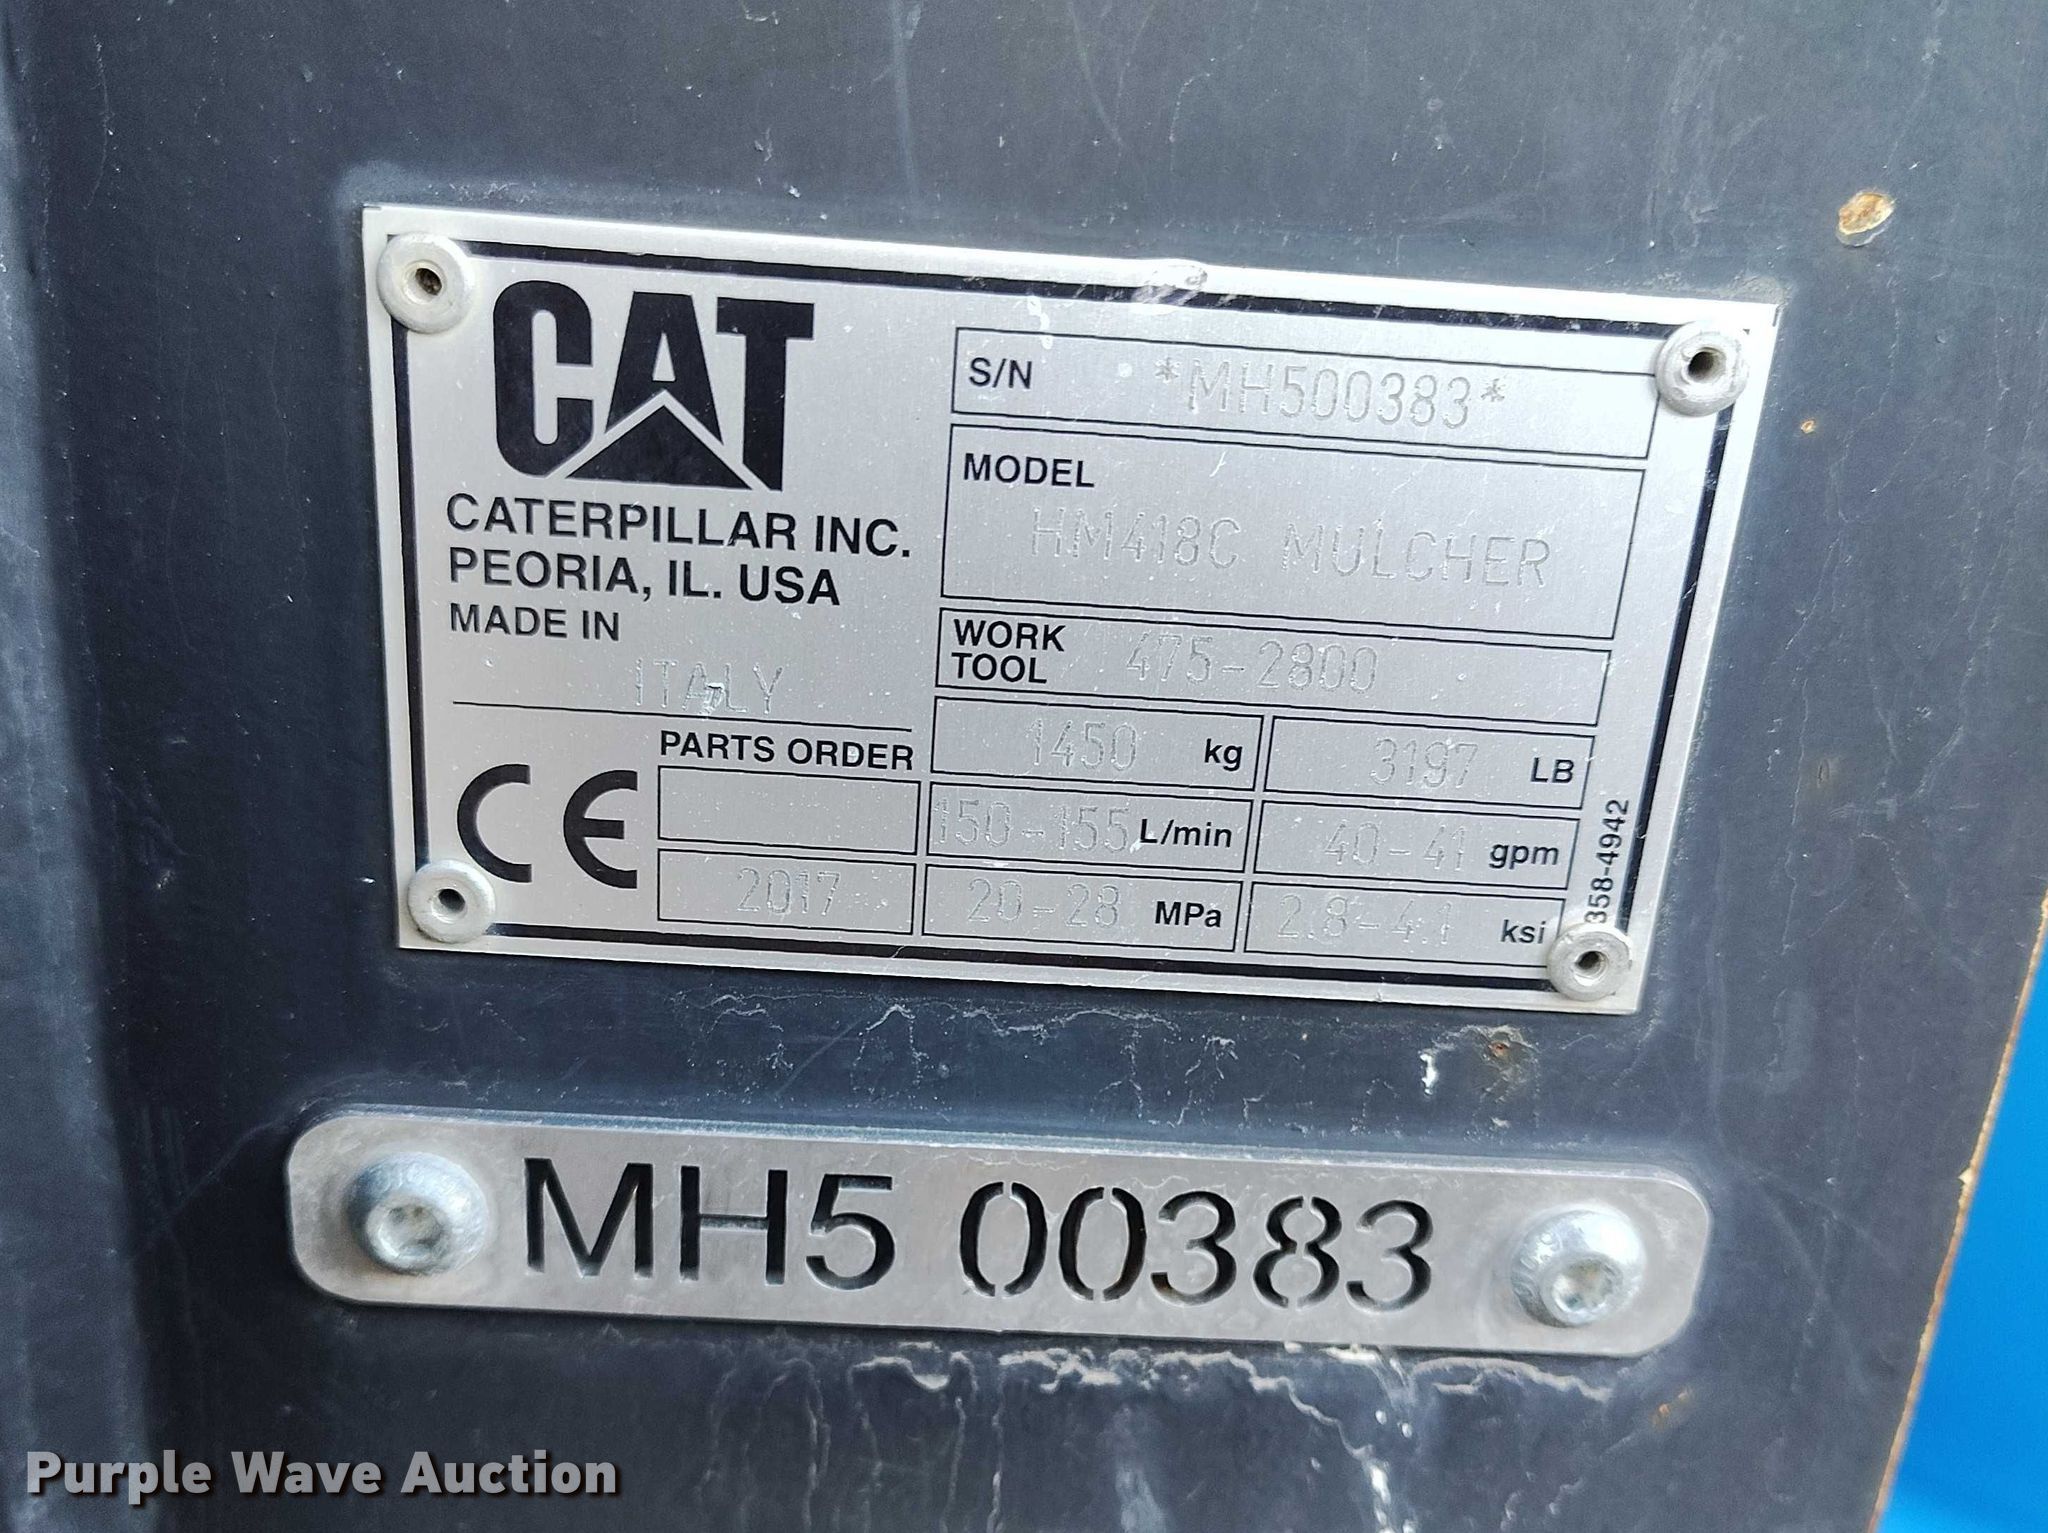 CAT
CATERPILLAR INC.
PEORIA, IL. USA
MADE IN
ITALY
CE
PARTS ORDER
2017
S/N *MH500383*
MODEL
HM418C MULCHER
WORK TOOL 475-2800
1450 kg 3197 LB
150-155 L/min 40-41 gpm
20-28 MPa 2.8-4.1 ksi
358-4942
MH5 00383
Purple Wave Auction